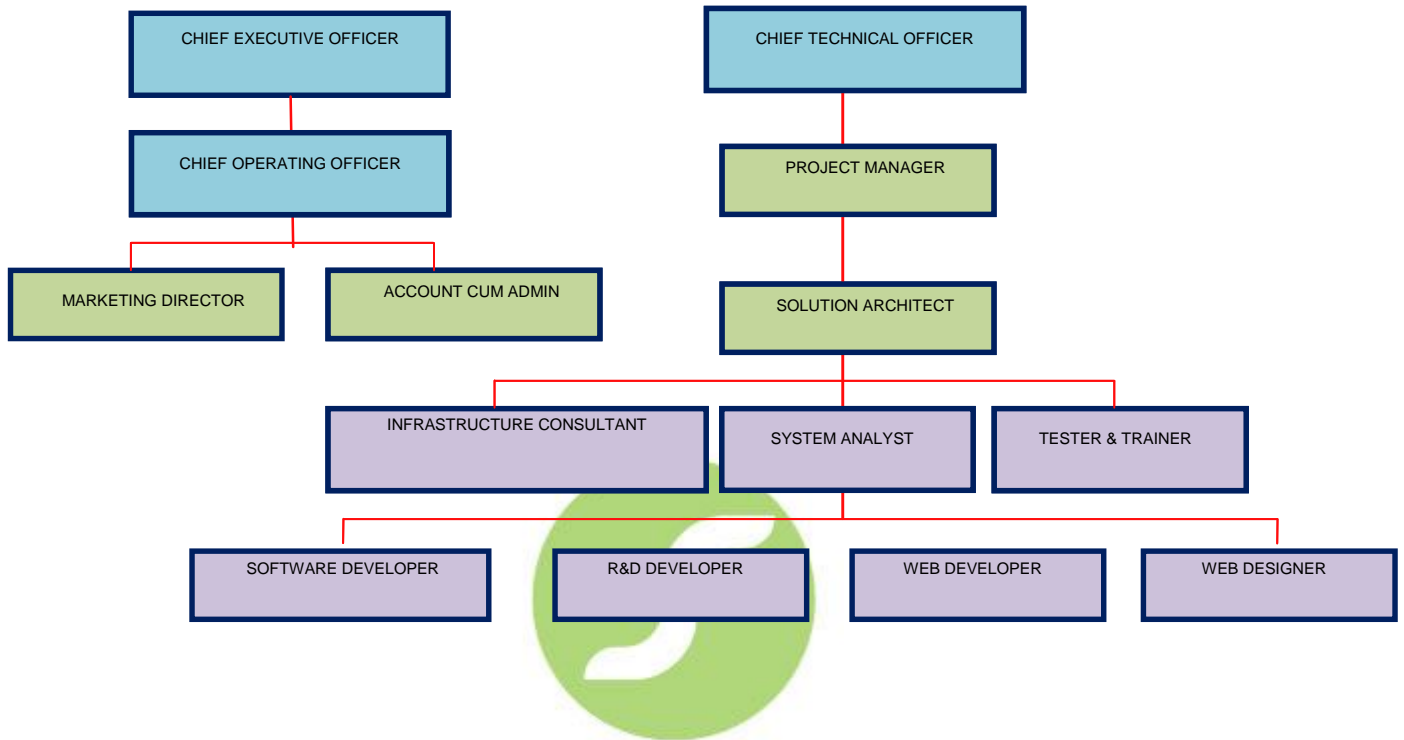 CHIEF EXECUTIVE OFFICER
CHIEF TECHNICAL OFFICER
CHIEF OPERATING OFFICER
PROJECT MANAGER
MARKETING DIRECTOR
ACCOUNT CUM ADMIN
SOLUTION ARCHITECT
INFRASTRUCTURE CONSULTANT
SYSTEM ANALYST
TESTER & TRAINER
SOFTWARE DEVELOPER
R&D DEVELOPER
WEB DEVELOPER
WEB DESIGNER